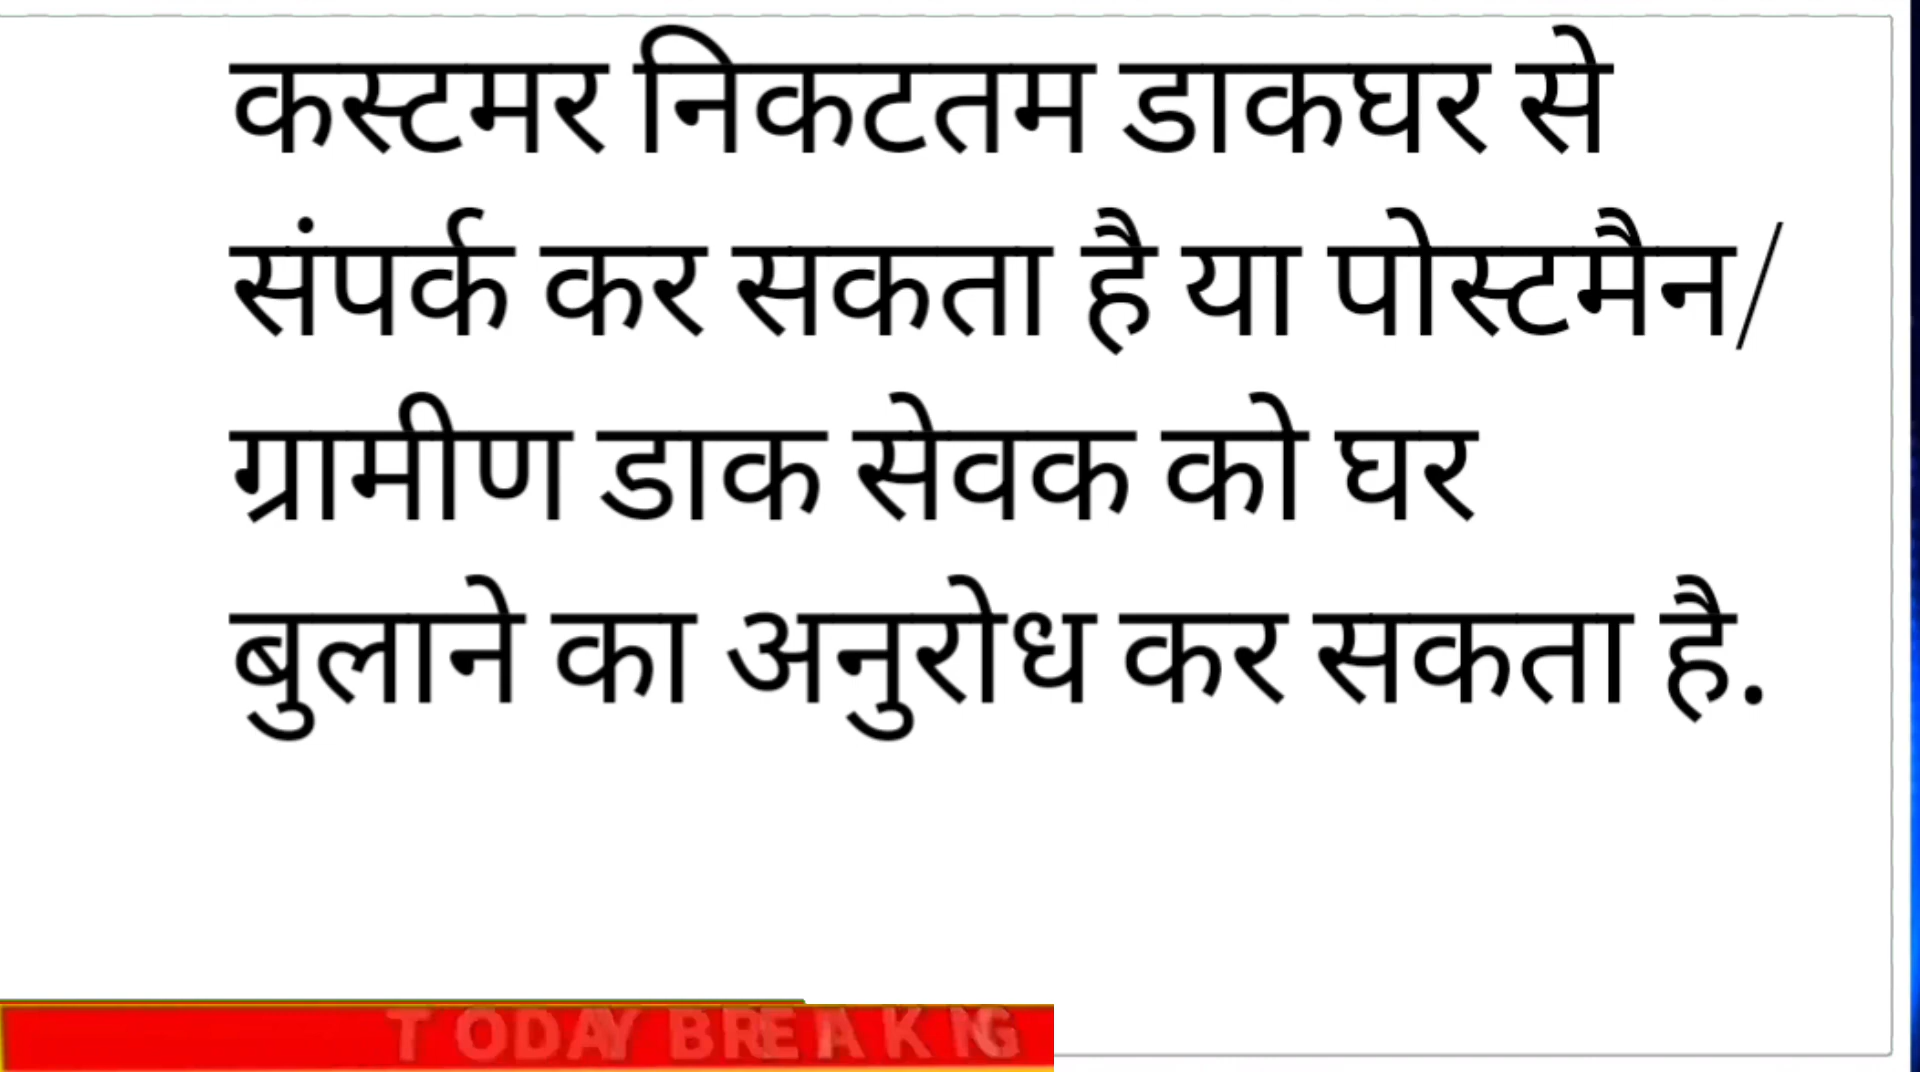 कस्टमर निकटतम डाकघर से
संपर्क कर सकता है या पोस्टमैन/
ग्रामीण डाक सेवक को घर
बुलाने का अनुरोध कर सकता है.
TODAY BREAKING